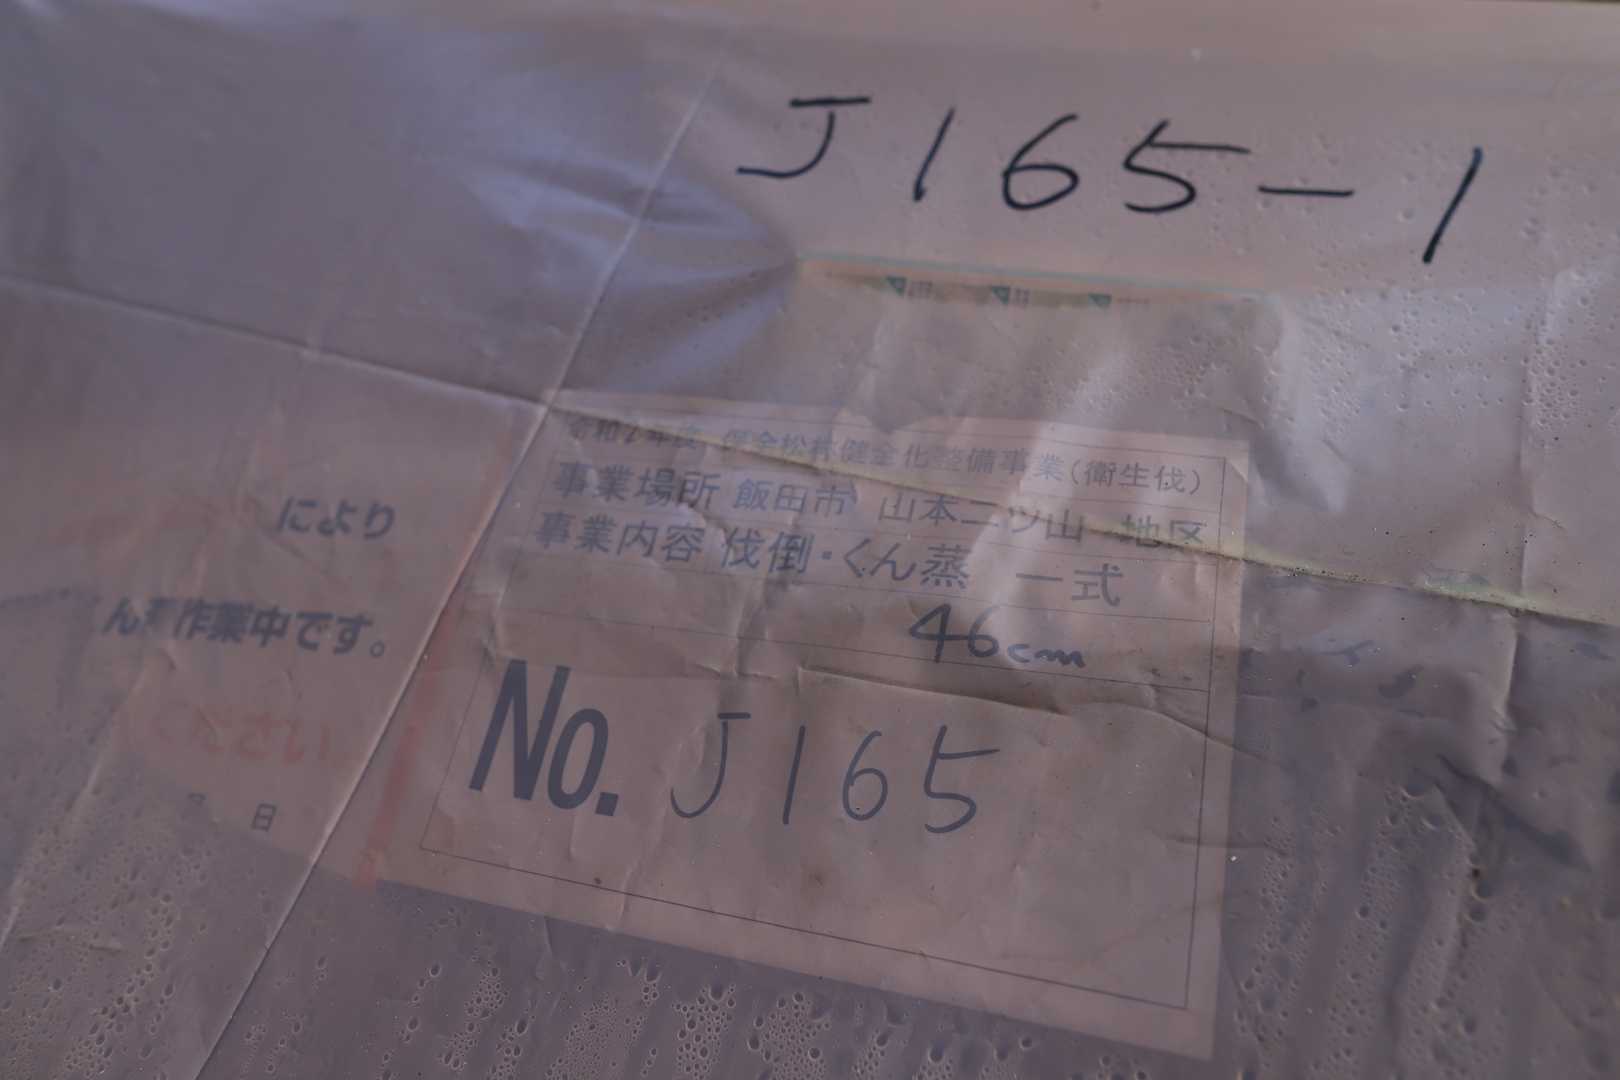 J165-1
令和2年度 保全松林健全化整備事業(衛生伐)
事業場所 飯田市 山本二ツ山 地区
事業内容 伐倒・くん蒸 一式
46cm
No. J165
により
ん蒸作業中です。
ください
日